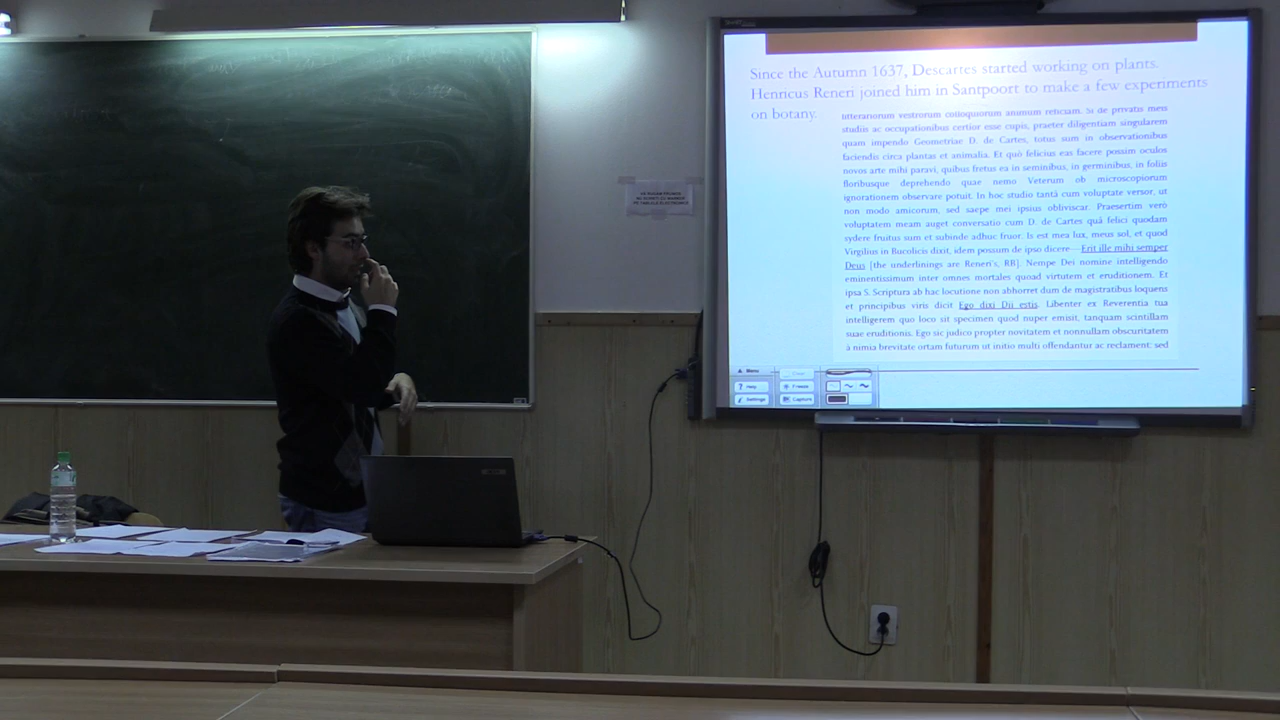 Since the Autumn 1637, Descartes started working on plants.
Henricus Reneri joined him in Santpoort to make a few experiments
on botany.
litterariorum vestrorum colloquiorum animum reficiam. Si de privatis meis
studiis ac occupationibus certior esse cupis, praeter diligentiam singularem
quam impendo Geometriae D. de Cartes, totus sum in observationibus
faciendis circa plantas et animalia. Et quò felicius eas facere possim oculos
novos arte mihi paravi, quibus fretus ea in seminibus, in germinibus, in foliis
floribusque deprehendo quae nemo Veterum ob microscopiorum
ignorationem observare potuit. In hoc studio tantâ cum voluptate versor, ut
non modo amicorum, sed saepe mei ipsius obliviscar. Praesertim verò
voluptatem meam auget conversatio cum D. de Cartes quâ felici quodam
sydere fruitus sum et subinde adhuc fruor. Is est mea lux, meus sol, et quod
Virgilius in Bucolicis dixit, idem possum de ipso dicere—Erit ille mihi semper
Deus [the underlinings are Reneri's, RB]. Nempe Dei nomine intelligendo
eminentissimum inter omnes mortales quoad virtutem et eruditionem. Et
ipsa S. Scriptura ab hac locutione non abhorret dum de magistratibus loquens
et principibus viris dicit Ego dixi Dii estis. Libenter ex Reverentia tua
intelligerem quo loco sit specimen quod nuper emisit, tanquam scintillam
suae eruditionis. Ego sic judico propter novitatem et nonnullam obscuritatem
à nimia brevitate ortam futurum ut initio multi offendantur ac reclament: sed
Menu
Clear
Help
Freeze
Settings
Capture